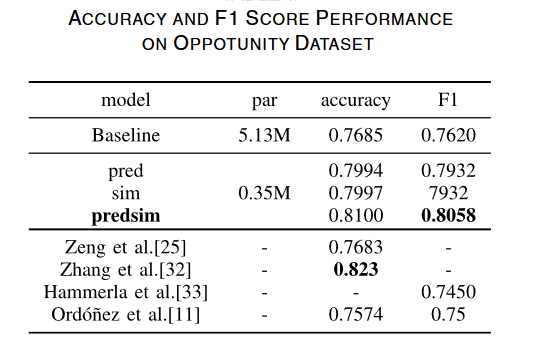 ACCURACY AND F1 SCORE PERFORMANCE
ON OPPOTUNITY DATASET
model par accuracy F1
Baseline 5.13M 0.7685 0.7620
pred 0.7994 0.7932
sim 0.35M 0.7997 7932
predsim 0.8100 0.8058
Zeng et al.[25] - 0.7683 -
Zhang et al.[32] - 0.823 -
Hammerla et al.[33] - - 0.7450
Ordóñez et al.[11] - 0.7574 0.75